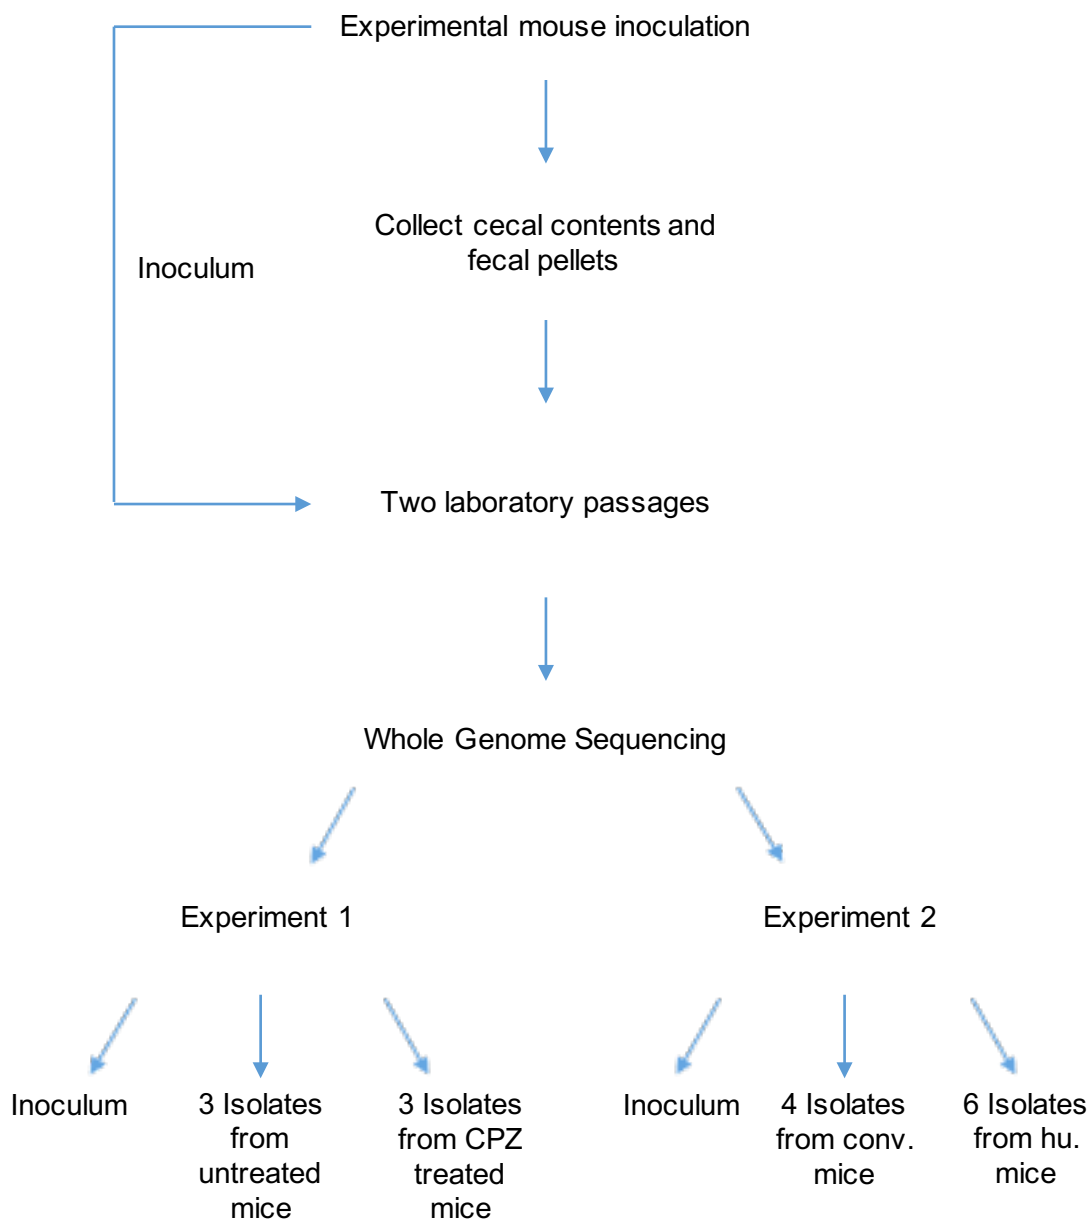 Experimental mouse inoculation
Collect cecal contents and
fecal pellets
Inoculum
Two laboratory passages
Whole Genome Sequencing
Experiment 1
Experiment 2
Inoculum
3 Isolates
from
untreated
mice
3 Isolates
from CPZ
treated
mice
Inoculum
4 Isolates
from conv.
mice
6 Isolates
from hu.
mice